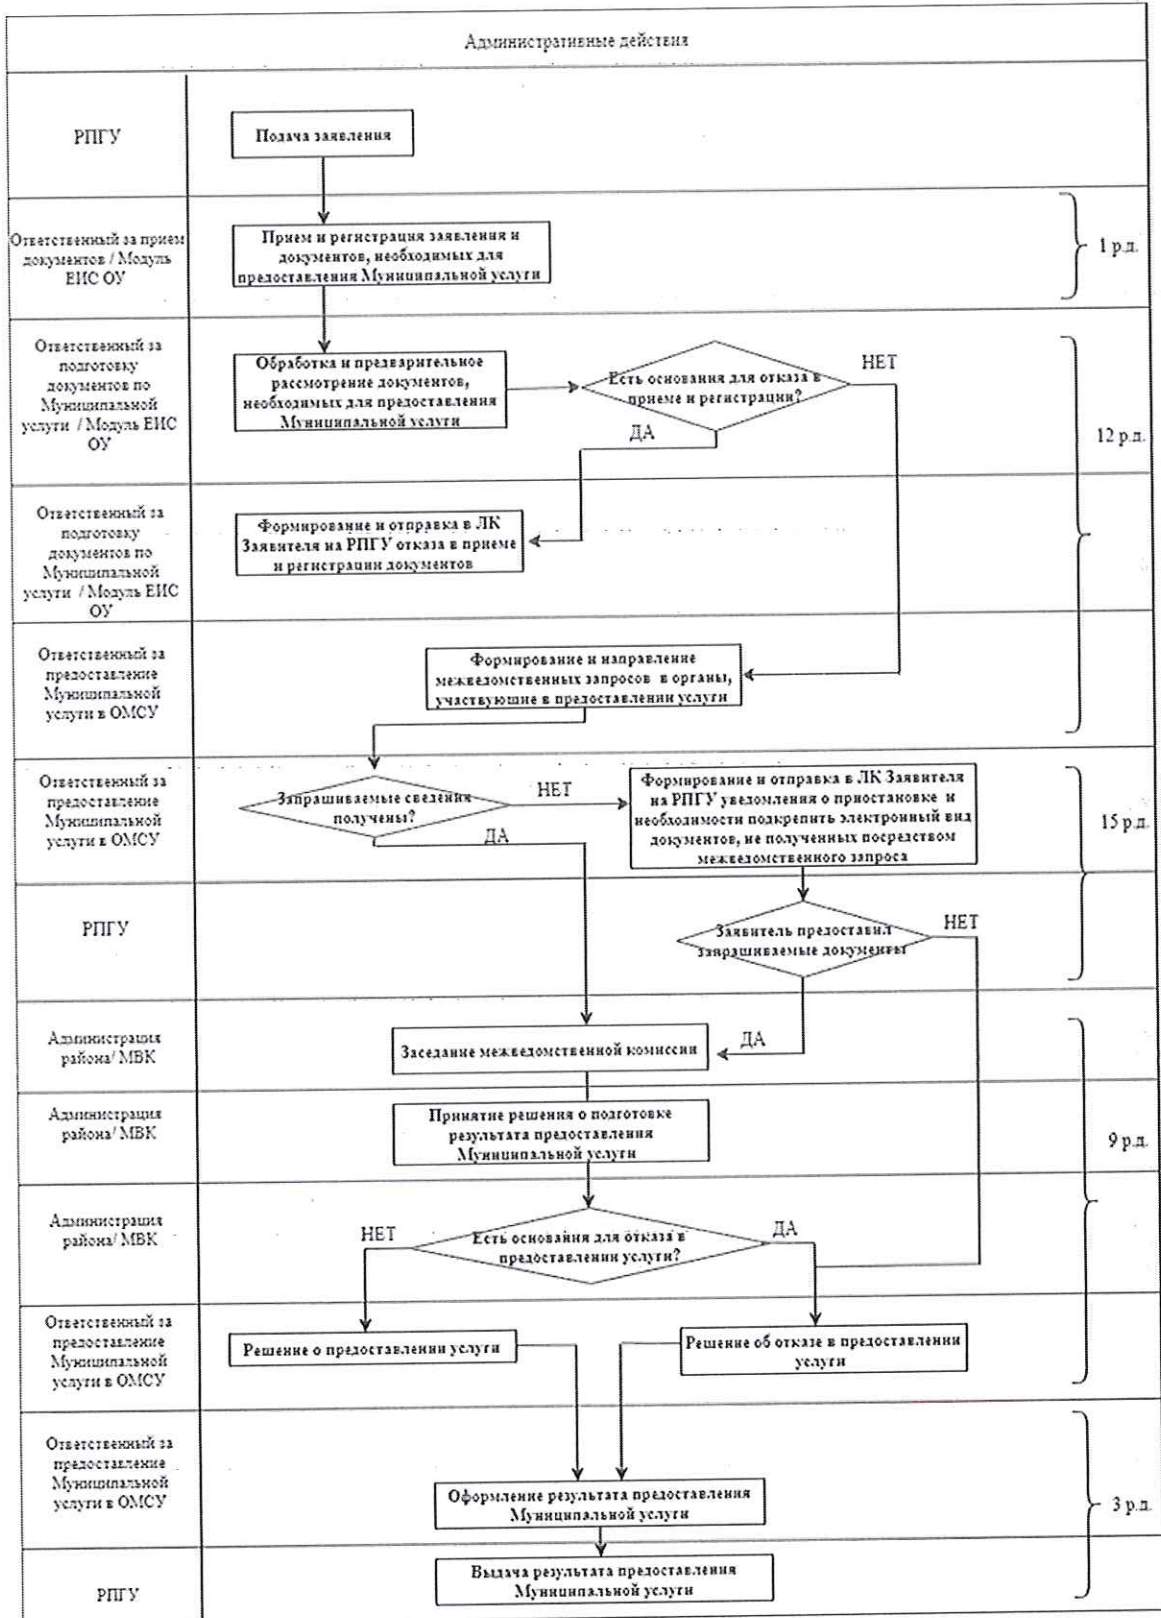 Административные действия
РПГУ
Подача заявления
Ответственный за прием
документов / Модуль
ЕИС ОУ
Прием и регистрация заявления и
документов, необходимых для
предоставления Муниципальной услуги
1 р.д.
Ответственный за
подготовку
документов по
Муниципальной
услуги / Модуль ЕИС
ОУ
Обработка и предварительное
рассмотрение документов,
необходимых для предоставления
Муниципальной услуги
Есть основания для отказа в
приеме и регистрации?
НЕТ
ДА
12 р.д.
Ответственный за
подготовку
документов по
Муниципальной
услуги / Модуль ЕИС
ОУ
Формирование и отправка в ЛК
Заявителя на РПГУ отказа в приеме
и регистрации документов
Ответственный за
предоставление
Муниципальной
услуги в ОМСУ
Формирование и направление
межведомственных запросов в органы,
участвующие в предоставлении услуги
Ответственный за
предоставление
Муниципальной
услуги в ОМСУ
Запрашиваемые сведения
получены?
НЕТ
ДА
Формирование и отправка в ЛК Заявителя
на РПГУ уведомления о приостановке и
необходимости подкрепить электронный вид
документов, не полученных посредством
межведомственного запроса
15 р.д.
РПГУ
Заявитель предоставил
запрашиваемые документы
НЕТ
Администрация
района/ МВК
Заседание межведомственной комиссии
ДА
Администрация
района/ МВК
Принятие решения о подготовке
результата предоставления
Муниципальной услуги
9 р.д.
Администрация
района/ МВК
НЕТ
Есть основания для отказа в
предоставлении услуги?
ДА
Ответственный за
предоставление
Муниципальной
услуги в ОМСУ
Решение о предоставлении услуги
Решение об отказе в предоставлении
услуги
Ответственный за
предоставление
Муниципальной
услуги в ОМСУ
Оформление результата предоставления
Муниципальной услуги
3 р.д.
РПГУ
Выдача результата предоставления
Муниципальной услуги